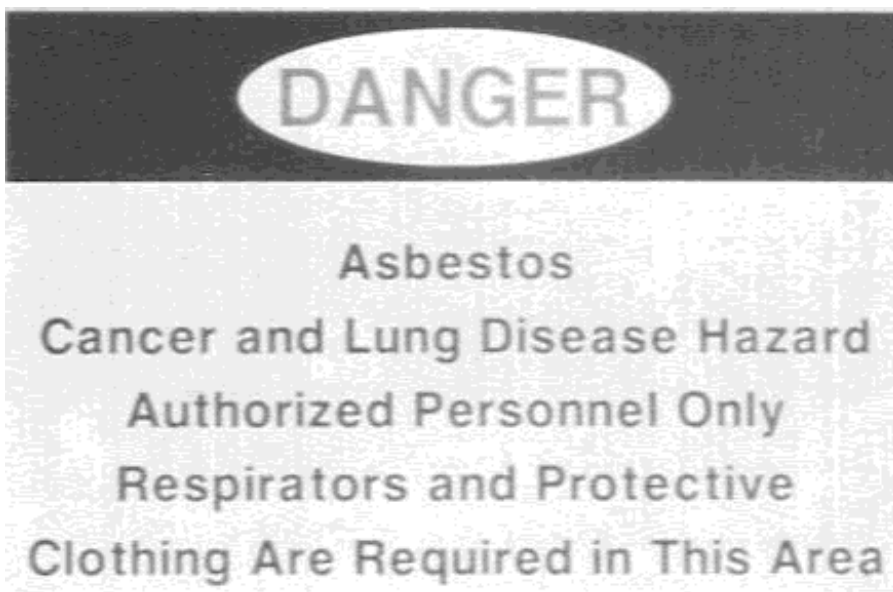 DANGER
Asbestos
Cancer and Lung Disease Hazard
Authorized Personnel Only
Respirators and Protective
Clothing Are Required in This Area